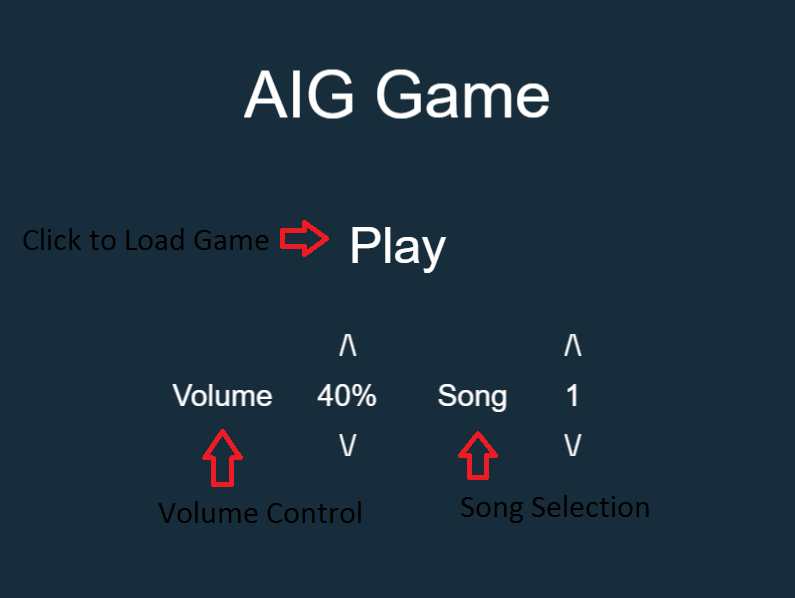 AIG Game
Click to Load Game
Play
/\ /\
Volume 40% Song 1
\/ \/
Volume Control
Song Selection